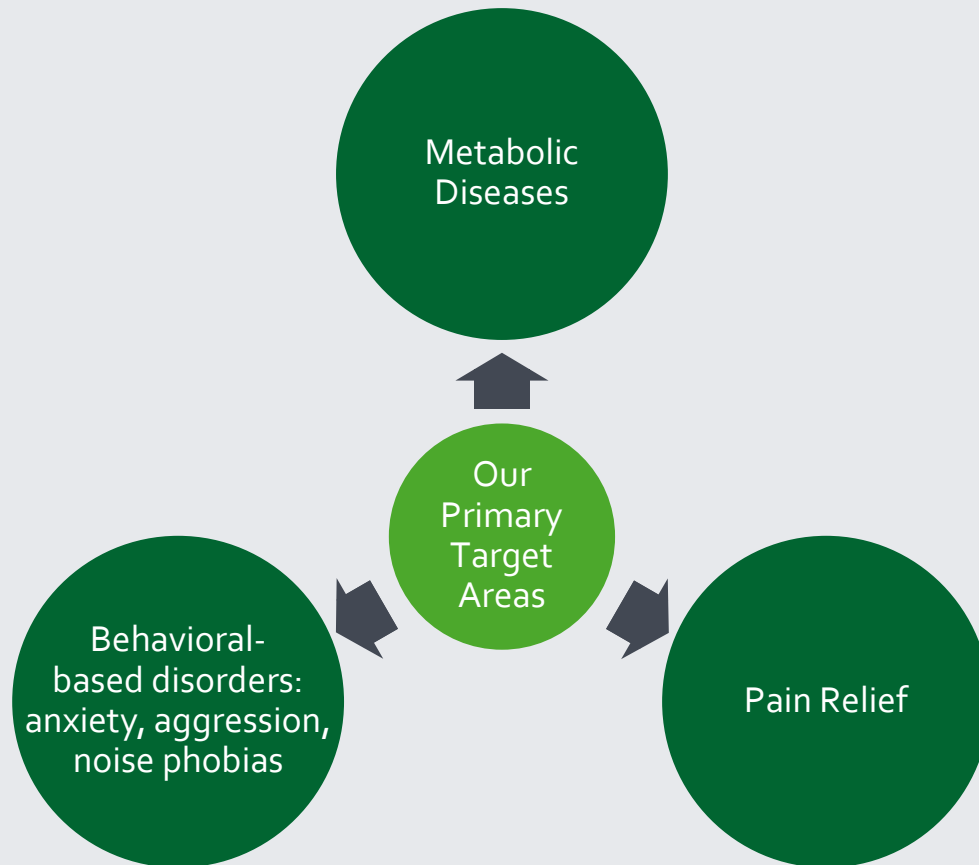 Metabolic
Diseases
Our
Primary
Target
Areas
Behavioral-
based disorders:
anxiety, aggression,
noise phobias
Pain Relief